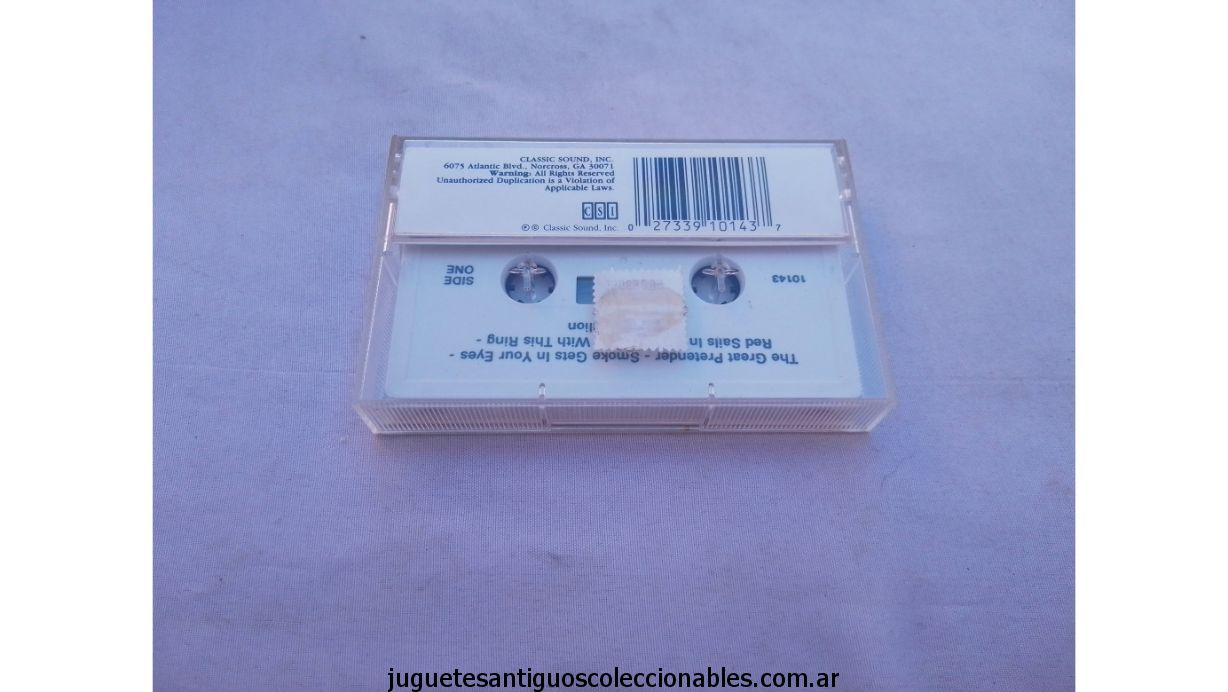 CLASSIC SOUND, INC.
6075 Atlantic Blvd., Norcross, GA 30071
Warning: All Rights Reserved
Unauthorized Duplication is a Violation of
Applicable Laws.
CSI
℗ © Classic Sound, Inc.
0 27339 10143 7
SIDE
ONE
10143
The Great Pretender - Smoke Gets In Your Eyes -
Red Sails In With This Ring -
juguetesantiguoscoleccionables.com.ar